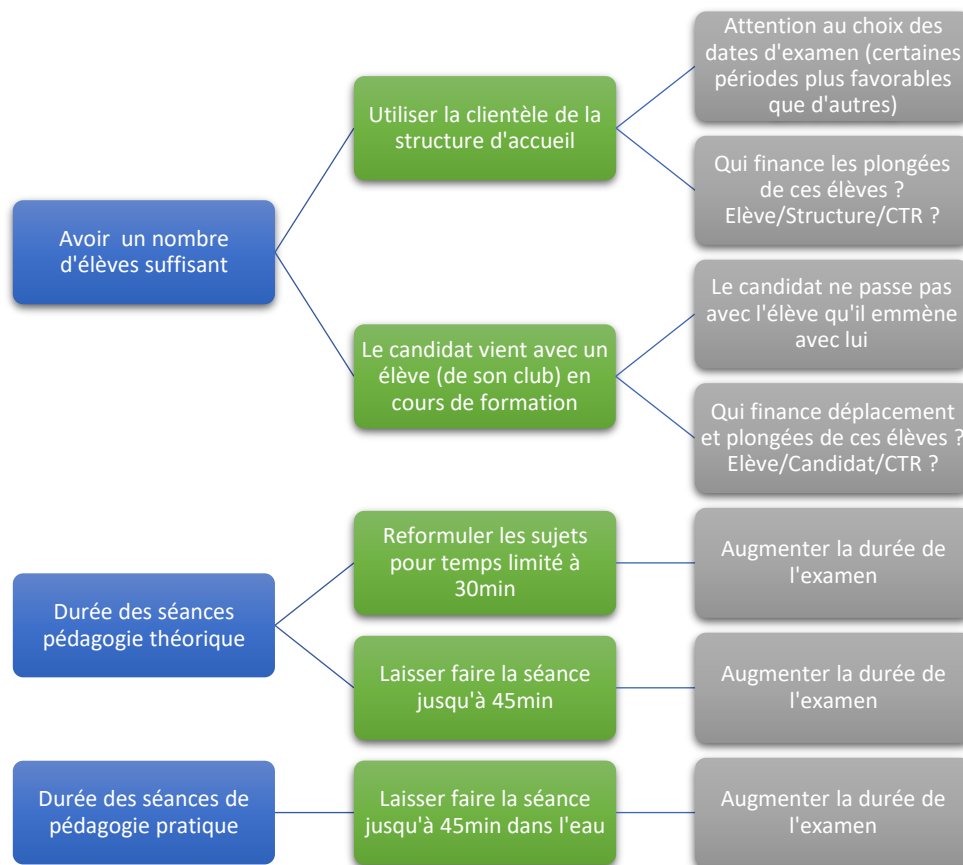 Avoir un nombre
d'élèves suffisant
Utiliser la clientèle de la
structure d'accueil
Attention au choix des
dates d'examen (certaines
périodes plus favorables
que d'autres)
Qui finance les plongées
de ces élèves ?
Elève/Structure/CTR ?
Le candidat vient avec un
élève (de son club) en
cours de formation
Le candidat ne passe pas
avec l'élève qu'il emmène
avec lui
Qui finance déplacement
et plongées de ces élèves ?
Elève/Candidat/CTR ?
Durée des séances
pédagogie théorique
Reformuler les sujets
pour temps limité à
30min
Augmenter la durée de
l'examen
Laisser faire la séance
jusqu'à 45min
Augmenter la durée de
l'examen
Durée des séances de
pédagogie pratique
Laisser faire la séance
jusqu'à 45min dans l'eau
Augmenter la durée de
l'examen